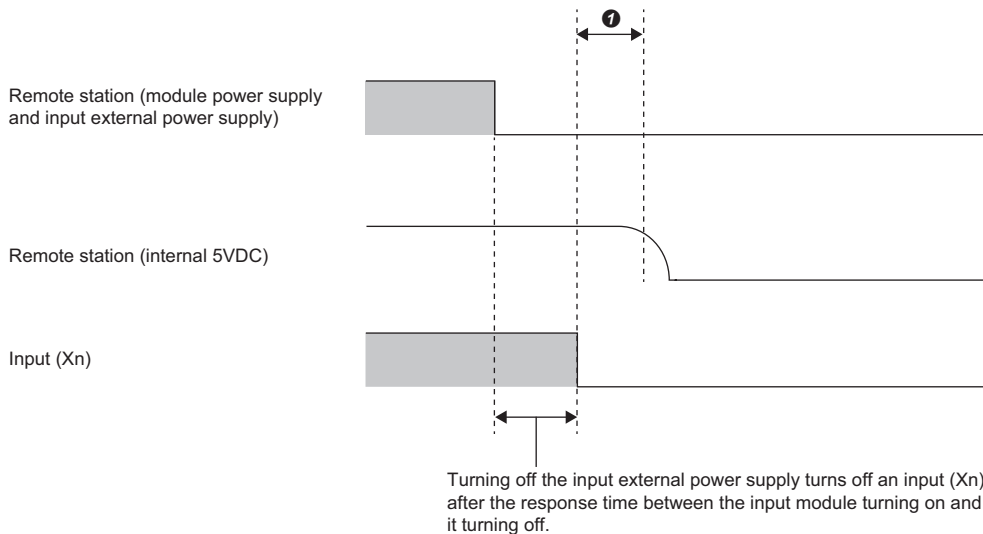 ❶
Remote station (module power supply
and input external power supply)
Remote station (internal 5VDC)
Input (Xn)
Turning off the input external power supply turns off an input (Xn)
after the response time between the input module turning on and
it turning off.